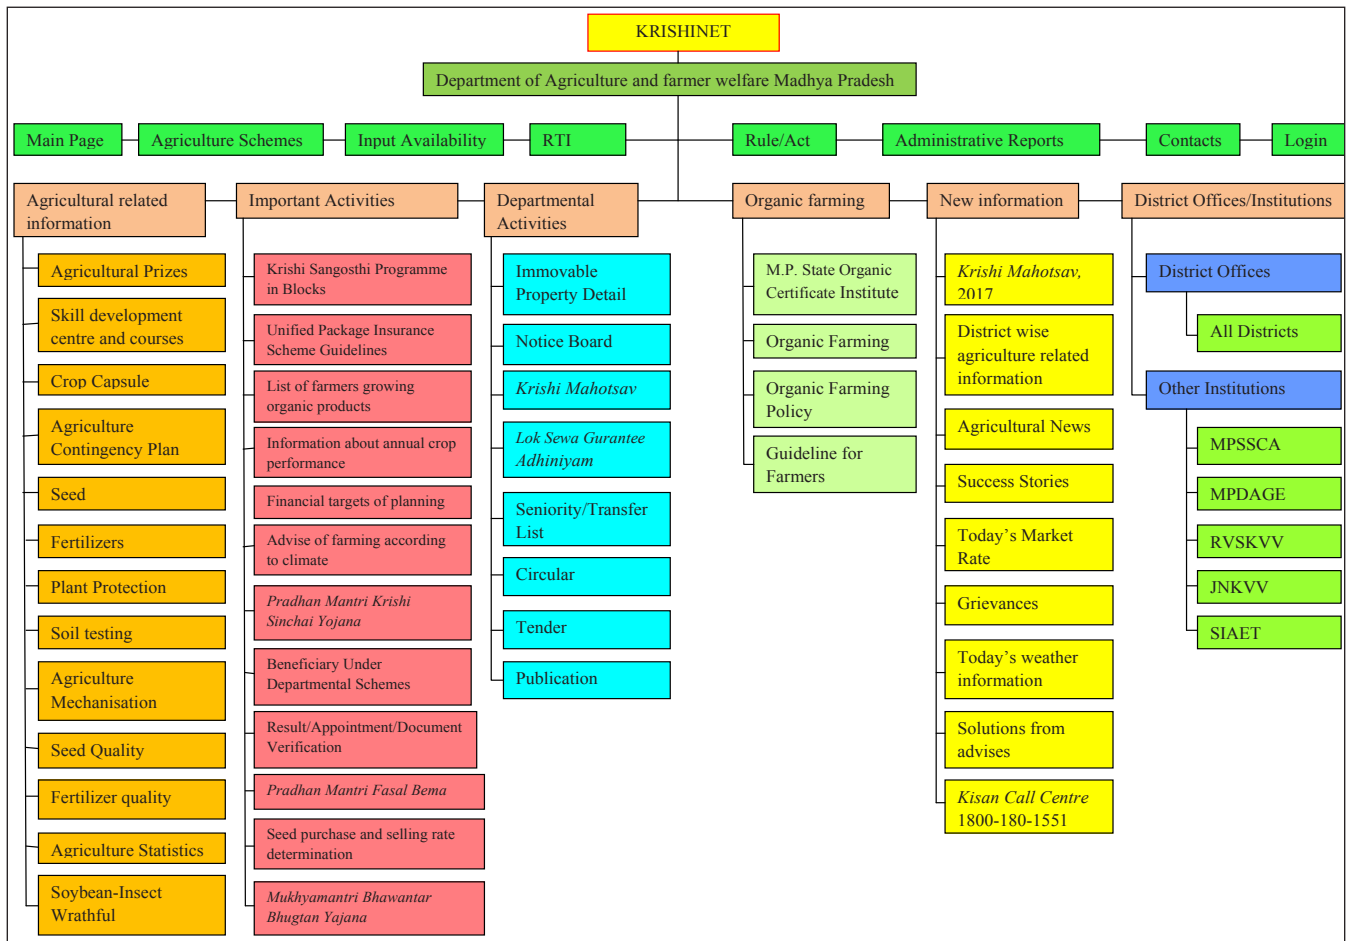 KRISHINET
Department of Agriculture and farmer welfare Madhya Pradesh
Main Page
Agriculture Schemes
Input Availability
RTI
Rule/Act
Administrative Reports
Contacts
Login
Agricultural related
information
Agricultural Prizes
Skill development
centre and courses
Crop Capsule
Agriculture
Contingency Plan
Seed
Fertilizers
Plant Protection
Soil testing
Agriculture
Mechanisation
Seed Quality
Fertilizer quality
Agriculture Statistics
Soybean-Insect
Wrathful
Important Activities
Krishi Sangosthi Programme
in Blocks
Unified Package Insurance
Scheme Guidelines
List of farmers growing
organic products
Information about annual crop
performance
Financial targets of planning
Advise of farming according
to climate
Pradhan Mantri Krishi
Sinchai Yojana
Beneficiary Under
Departmental Schemes
Result/Appointment/Document
Verification
Pradhan Mantri Fasal Bema
Seed purchase and selling rate
determination
Mukhyamantri Bhawantar
Bhugtan Yajana
Departmental
Activities
Immovable
Property Detail
Notice Board
Krishi Mahotsav
Lok Sewa Gurantee
Adhiniyam
Seniority/Transfer
List
Circular
Tender
Publication
Organic farming
M.P. State Organic
Certificate Institute
Organic Farming
Organic Farming
Policy
Guideline for
Farmers
New information
Krishi Mahotsav,
2017
District wise
agriculture related
information
Agricultural News
Success Stories
Today's Market
Rate
Grievances
Today's weather
information
Solutions from
advises
Kisan Call Centre
1800-180-1551
District Offices/Institutions
District Offices
All Districts
Other Institutions
MPSSCA
MPDAGE
RVSKVV
JNKVV
SIAET